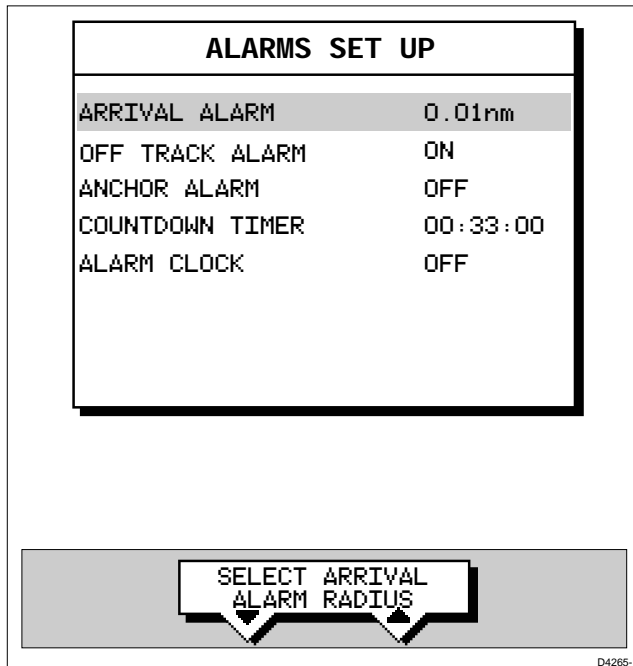 ALARMS SET UP
ARRIVAL ALARM 0.01nm
OFF TRACK ALARM ON
ANCHOR ALARM OFF
COUNTDOWN TIMER 00:33:00
ALARM CLOCK OFF
SELECT ARRIVAL
ALARM RADIUS
D4265-